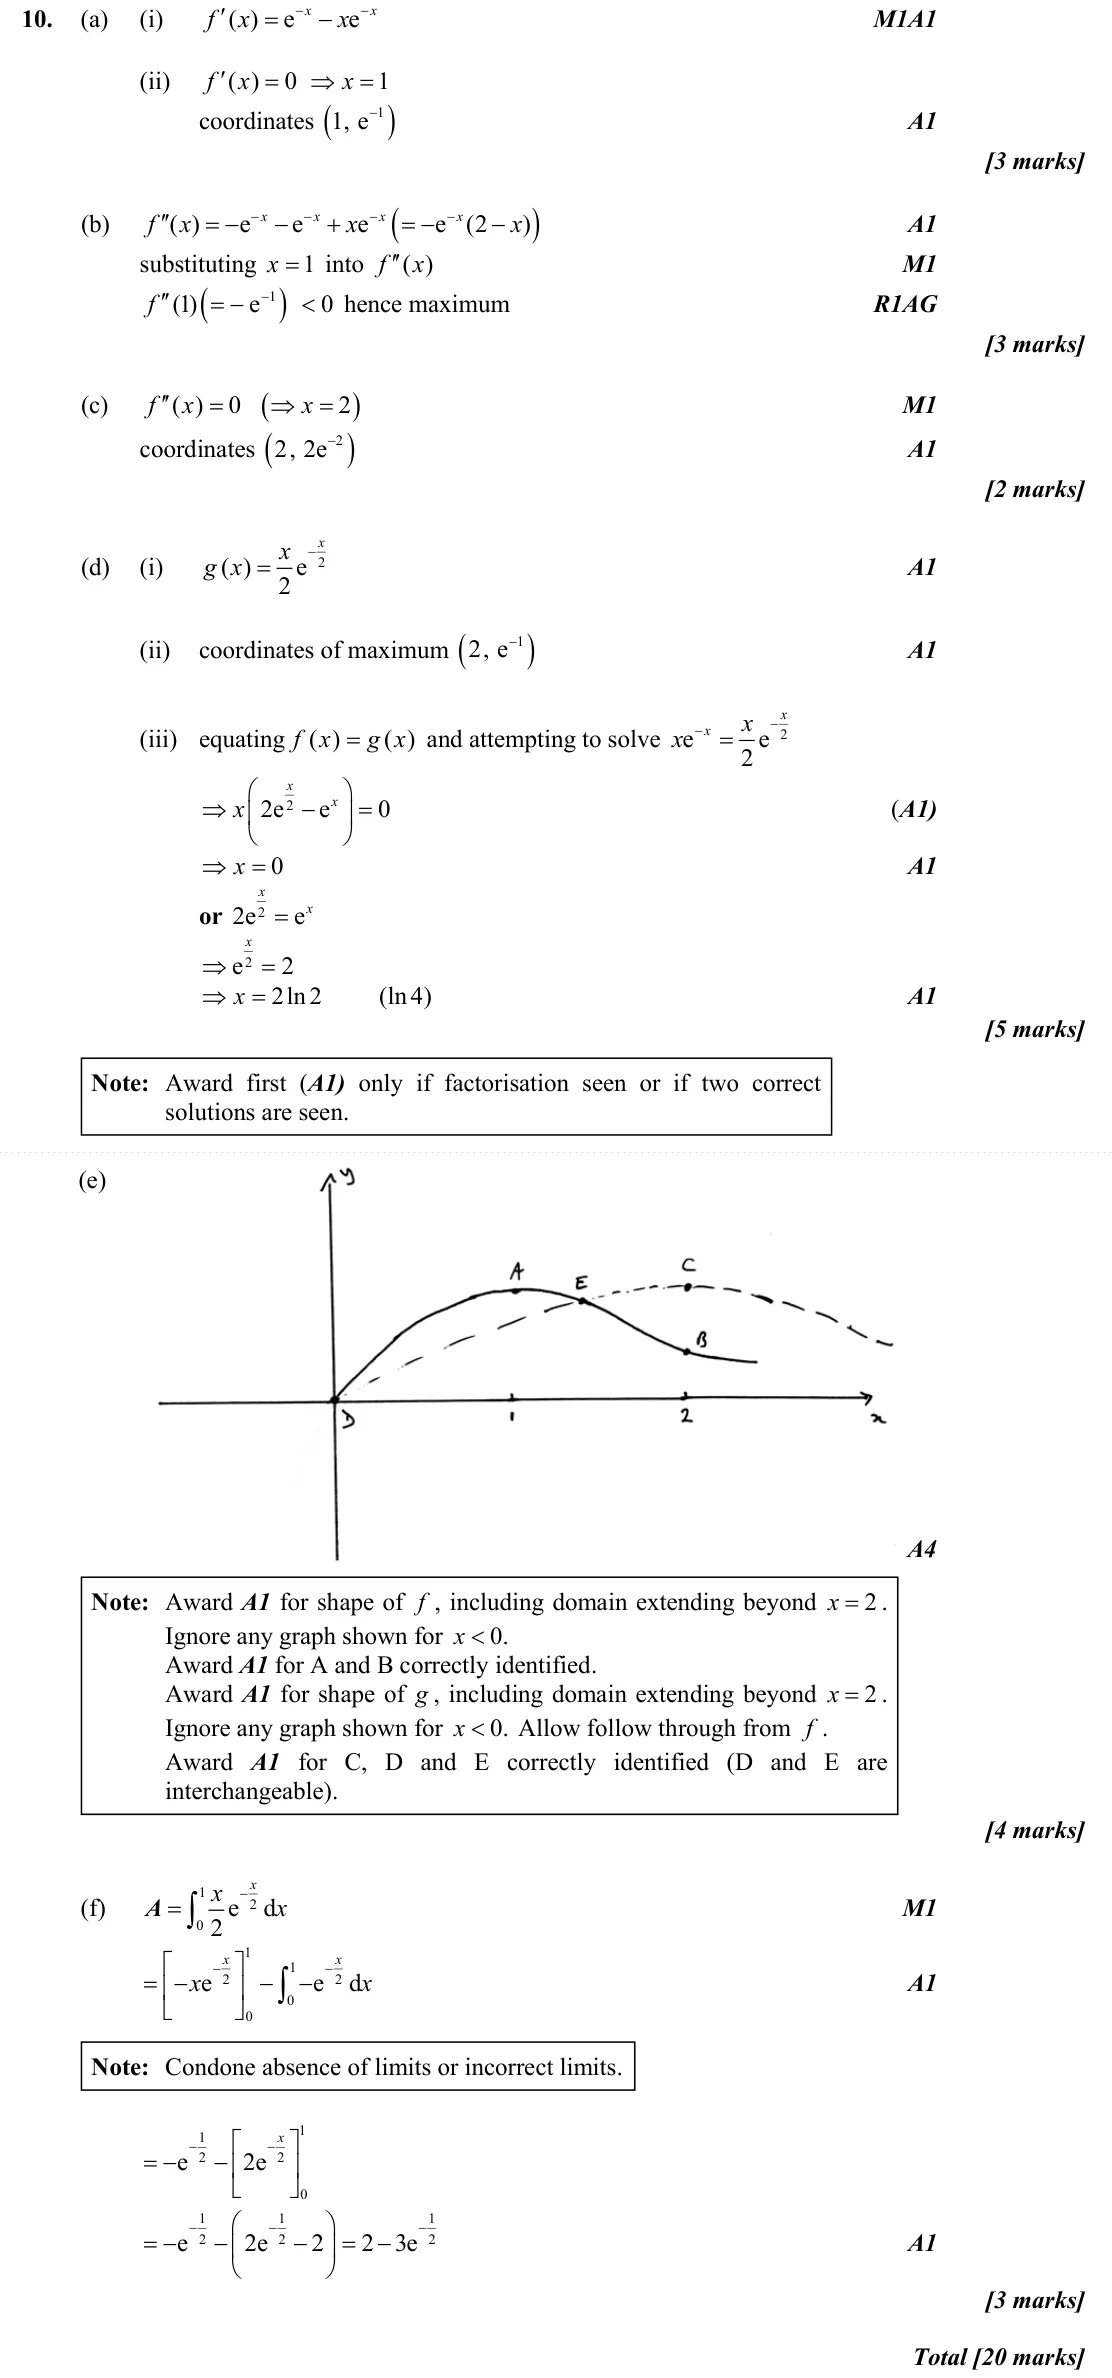 10. (a) (i) f′(x) = e⁻ˣ − xe⁻ˣ M1A1
(ii) f′(x) = 0 ⇒ x = 1
coordinates (1, e⁻¹) A1
[3 marks]
(b) f″(x) = −e⁻ˣ − e⁻ˣ + xe⁻ˣ (= −e⁻ˣ(2 − x)) A1
substituting x = 1 into f″(x) M1
f″(1)(= − e⁻¹) < 0 hence maximum R1AG
[3 marks]
(c) f″(x) = 0 (⇒ x = 2) M1
coordinates (2, 2e⁻²) A1
[2 marks]
(d) (i) g(x) = x/2 e^(−x/2) A1
(ii) coordinates of maximum (2, e⁻¹) A1
(iii) equating f(x) = g(x) and attempting to solve xe⁻ˣ = x/2 e^(−x/2)
⇒ x(2e^(x/2) − eˣ) = 0 (A1)
⇒ x = 0 A1
or 2e^(x/2) = eˣ
⇒ e^(x/2) = 2
⇒ x = 2 ln 2 (ln 4) A1
[5 marks]
Note: Award first (A1) only if factorisation seen or if two correct
solutions are seen.
(e)
y
A
E
C
B
D
1
2
x
A4
Note: Award A1 for shape of f, including domain extending beyond x = 2.
Ignore any graph shown for x < 0.
Award A1 for A and B correctly identified.
Award A1 for shape of g, including domain extending beyond x = 2.
Ignore any graph shown for x < 0. Allow follow through from f.
Award A1 for C, D and E correctly identified (D and E are
interchangeable).
[4 marks]
(f) A = ∫₀¹ x/2 e^(−x/2) dx M1
= [−xe^(−x/2)]₀¹ − ∫₀¹ −e^(−x/2) dx A1
Note: Condone absence of limits or incorrect limits.
= −e^(−1/2) − [2e^(−x/2)]₀¹
= −e^(−1/2) − (2e^(−1/2) − 2) = 2 − 3e^(−1/2) A1
[3 marks]
Total [20 marks]